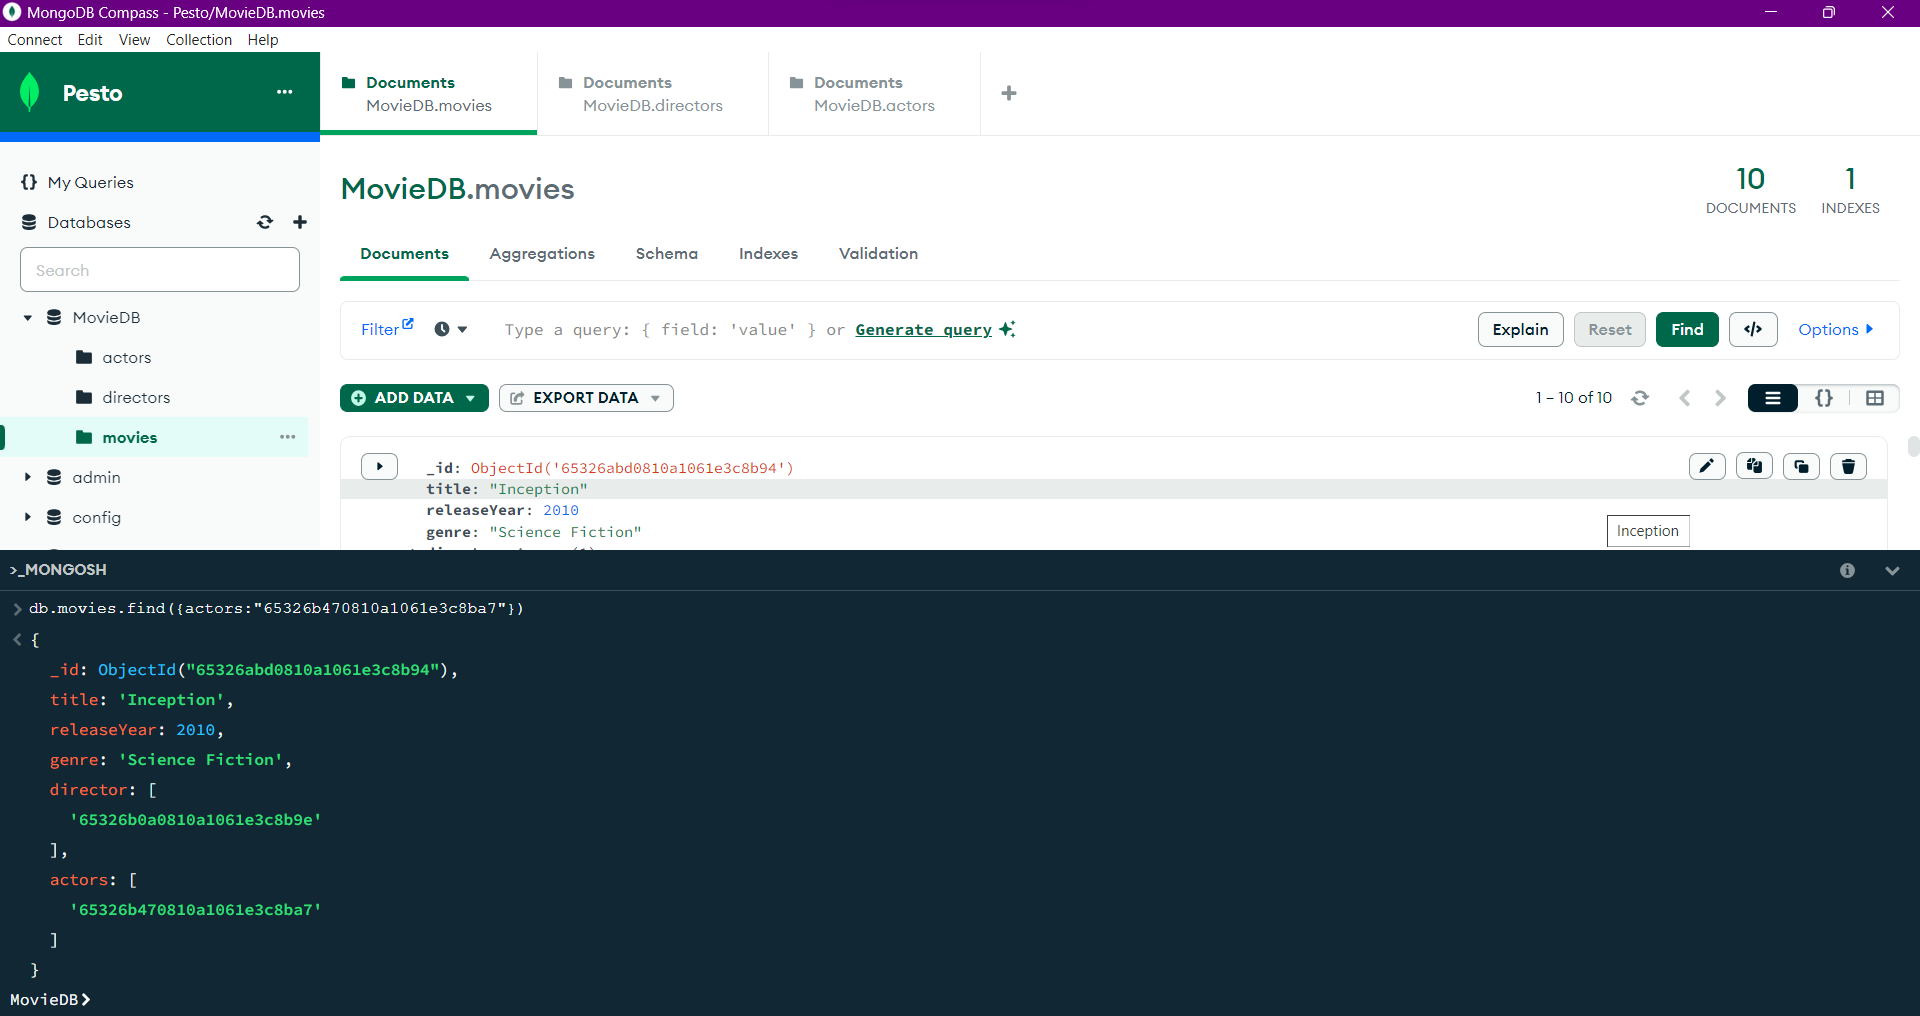 MongoDB Compass - Pesto/MovieDB.movies
Connect Edit View Collection Help
Pesto
Documents
MovieDB.movies
Documents
MovieDB.directors
Documents
MovieDB.actors
My Queries
Databases
Search
MovieDB
actors
directors
movies
admin
config
MovieDB.movies
10
DOCUMENTS
1
INDEXES
Documents Aggregations Schema Indexes Validation
Filter Type a query: { field: 'value' } or Generate query Explain Reset Find </> Options
ADD DATA EXPORT DATA 1 – 10 of 10 {}
_id: ObjectId('65326abd0810a1061e3c8b94')
title: "Inception"
releaseYear: 2010
genre: "Science Fiction"
Inception
>_MONGOSH
> db.movies.find({actors:"65326b470810a1061e3c8ba7"})
< {
_id: ObjectId("65326abd0810a1061e3c8b94"),
title: 'Inception',
releaseYear: 2010,
genre: 'Science Fiction',
director: [
'65326b0a0810a1061e3c8b9e'
],
actors: [
'65326b470810a1061e3c8ba7'
]
}
MovieDB>